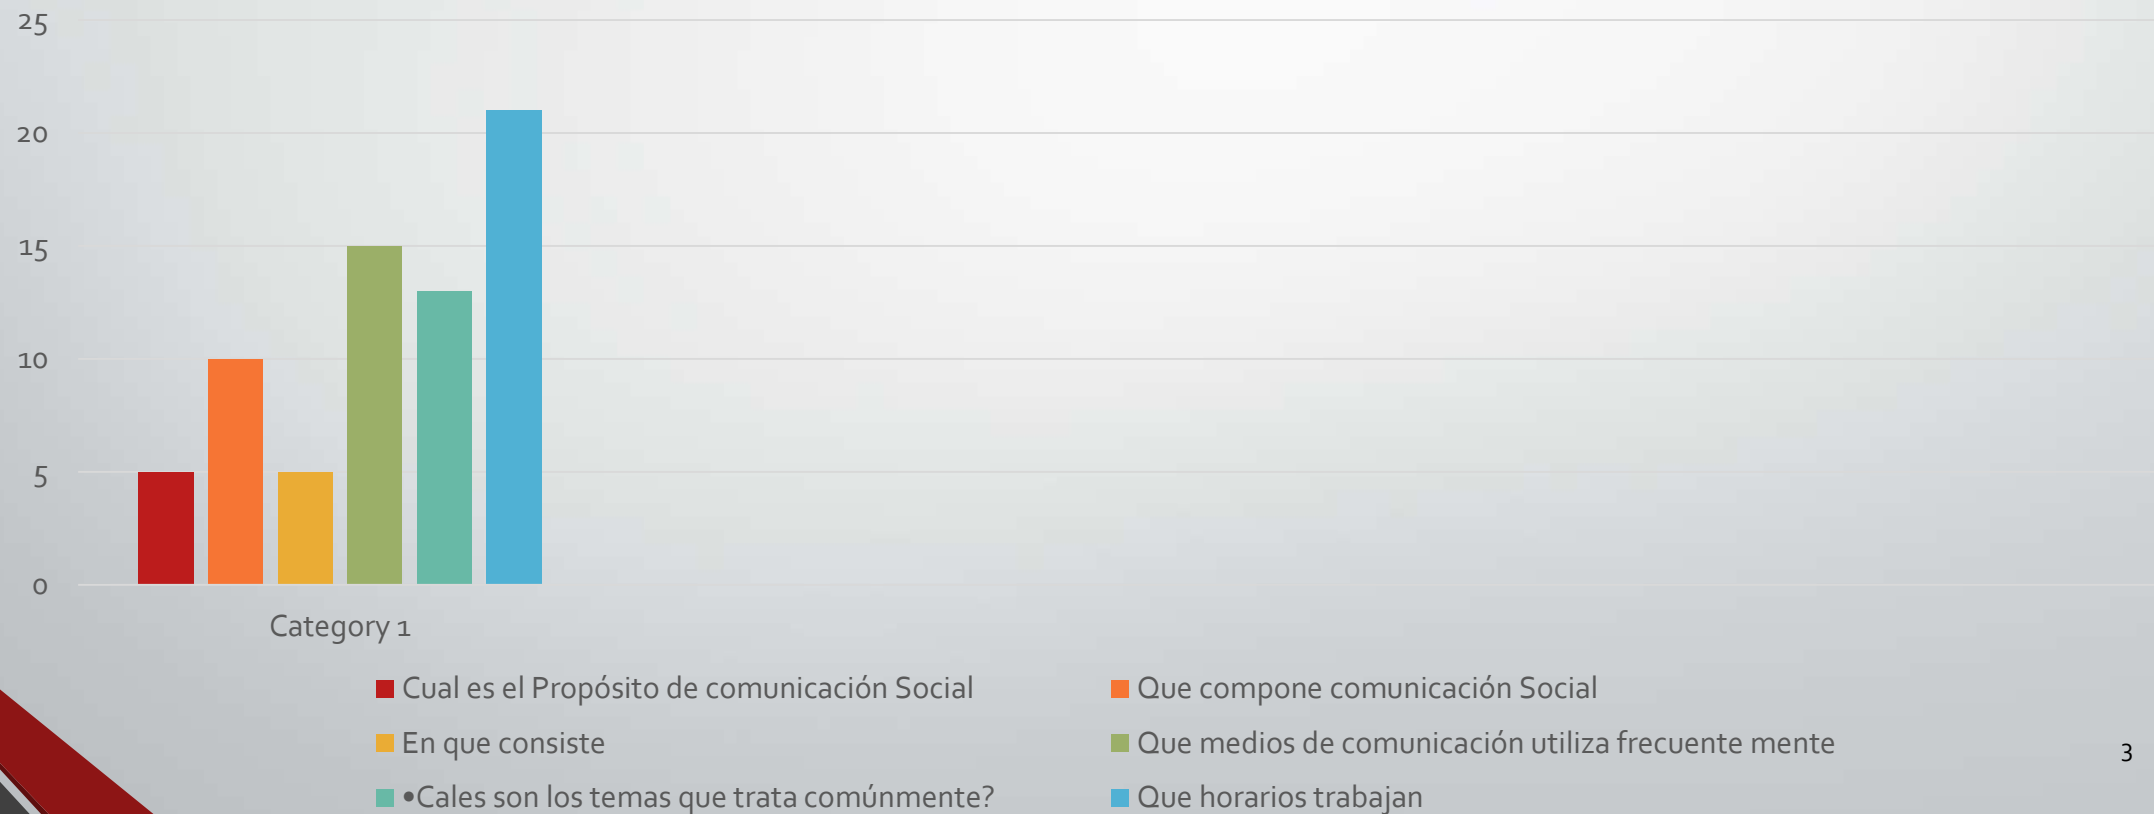 25
20
15
10
5
0
Category 1
Cual es el Propósito de comunicación Social
Que compone comunicación Social
En que consiste
Que medios de comunicación utiliza frecuente mente
•Cales son los temas que trata comúnmente?
Que horarios trabajan
3